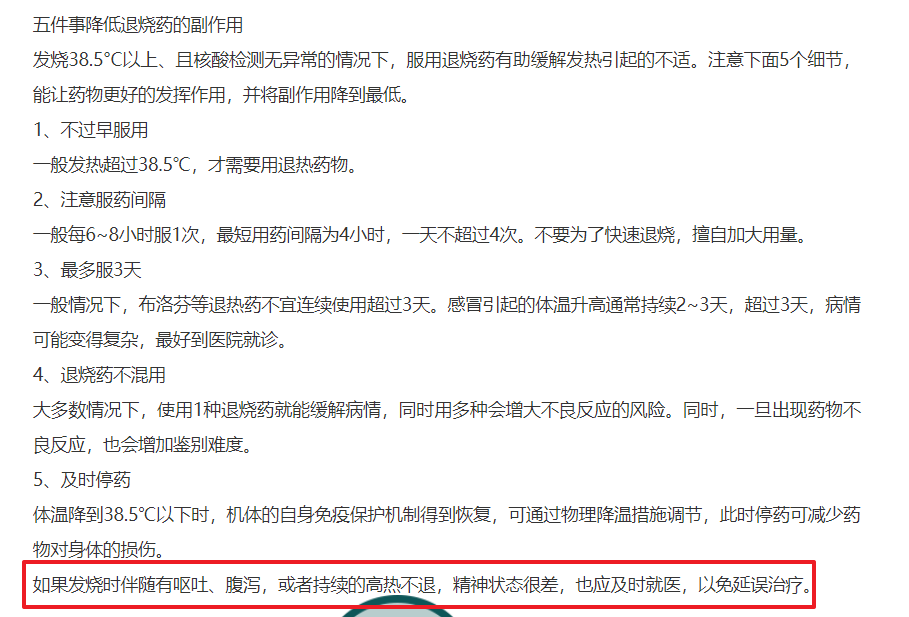 五件事降低退烧药的副作用
发烧38.5°C以上、且核酸检测无异常的情况下，服用退烧药有助缓解发热引起的不适。注意下面5个细节，
能让药物更好的发挥作用，并将副作用降到最低。
1、不过早服用
一般发热超过38.5℃，才需要用退热药物。
2、注意服药间隔
一般每6~8小时服1次，最短用药间隔为4小时，一天不超过4次。不要为了快速退烧，擅自加大用量。
3、最多服3天
一般情况下，布洛芬等退热药不宜连续使用超过3天。感冒引起的体温升高通常持续2~3天，超过3天，病情
可能变得复杂，最好到医院就诊。
4、退烧药不混用
大多数情况下，使用1种退烧药就能缓解病情，同时用多种会增大不良反应的风险。同时，一旦出现药物不
良反应，也会增加鉴别难度。
5、及时停药
体温降到38.5℃以下时，机体的自身免疫保护机制得到恢复，可通过物理降温措施调节，此时停药可减少药
物对身体的损伤。
如果发烧时伴随有呕吐、腹泻，或者持续的高热不退，精神状态很差，也应及时就医，以免延误治疗。